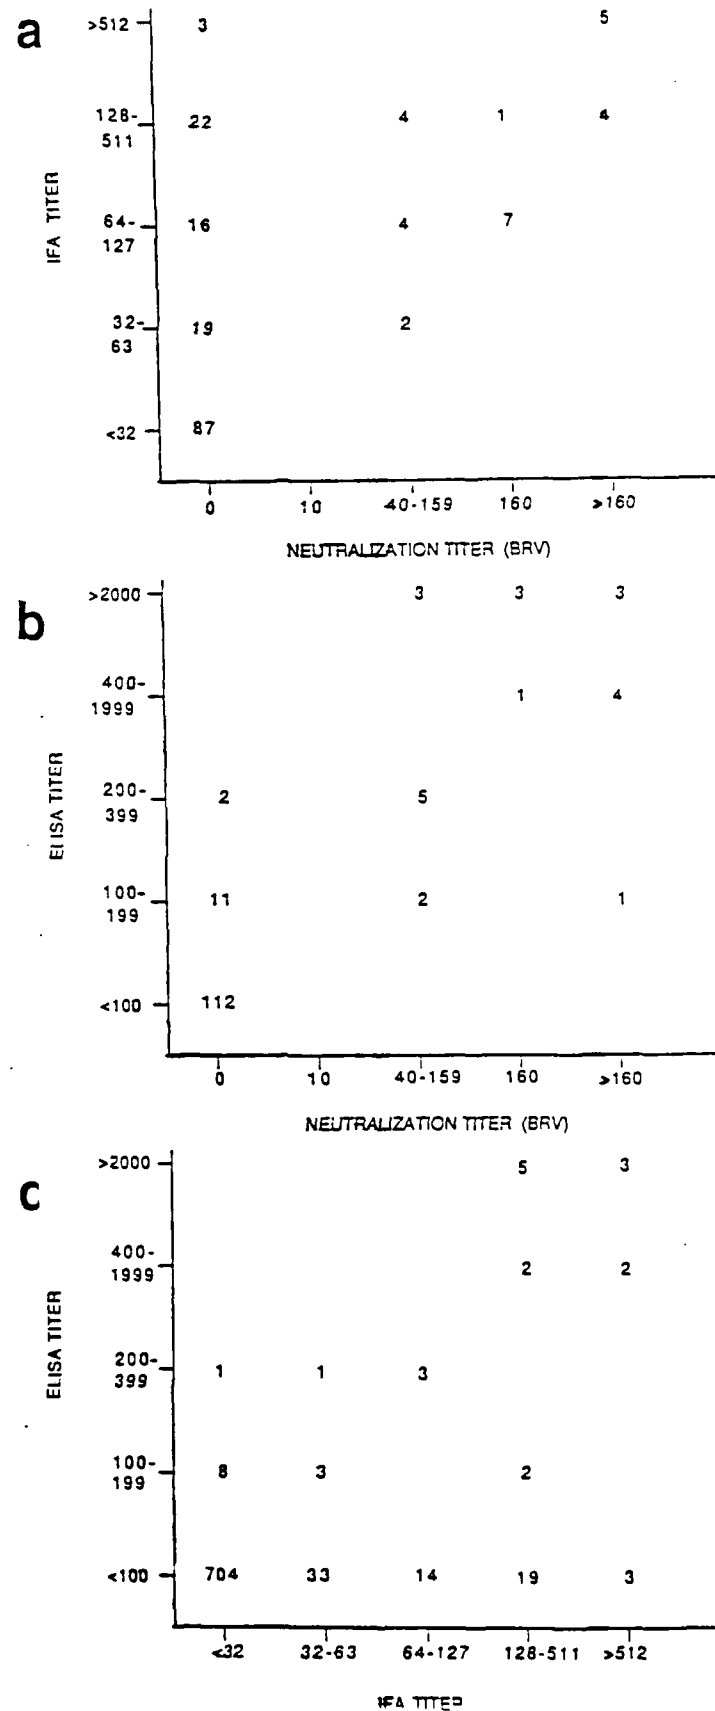 a
>512 3 5
128-
511 22 4 1 4
IFA TITER
64-
127 16 4 7
32-
63 19 2
<32 87
0 10 40-159 160 >160
NEUTRALIZATION TITER (BRV)
b
>2000 3 3 3
400-
1999 1 4
ELISA TITER
200-
399 2 5
100-
199 11 2 1
<100 112
0 10 40-159 160 >160
NEUTRALIZATION TITER (BRV)
c
>2000 5 3
400-
1999 2 2
ELISA TITER
200-
399 1 1 3
100-
199 8 3 2
<100 704 33 14 19 3
<32 32-63 64-127 128-511 >512
IFA TITER